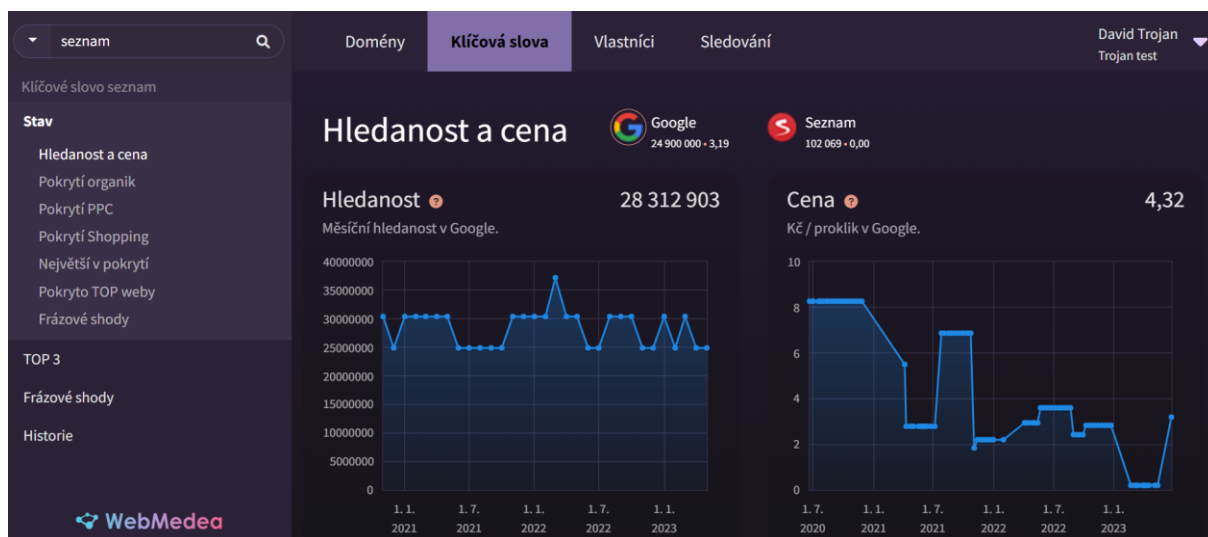 seznam
Domény
Klíčová slova
Vlastníci
Sledování
David Trojan
Trojan test
Klíčové slovo seznam
Stav
Hledanost a cena
Pokrytí organik
Pokrytí PPC
Pokrytí Shopping
Největší v pokrytí
Pokryto TOP weby
Frázové shody
TOP 3
Frázové shody
Historie
WebMedea
Hledanost a cena
Google
24 900 000 • 3,19
Seznam
102 069 • 0,00
Hledanost ?
28 312 903
Měsíční hledanost v Google.
40000000
35000000
30000000
25000000
20000000
15000000
10000000
5000000
0
1. 1. 2021
1. 7. 2021
1. 1. 2022
1. 7. 2022
1. 1. 2023
Cena ?
4,32
Kč / proklik v Google.
10
8
6
4
2
0
1. 7. 2020
1. 1. 2021
1. 7. 2021
1. 1. 2022
1. 7. 2022
1. 1. 2023